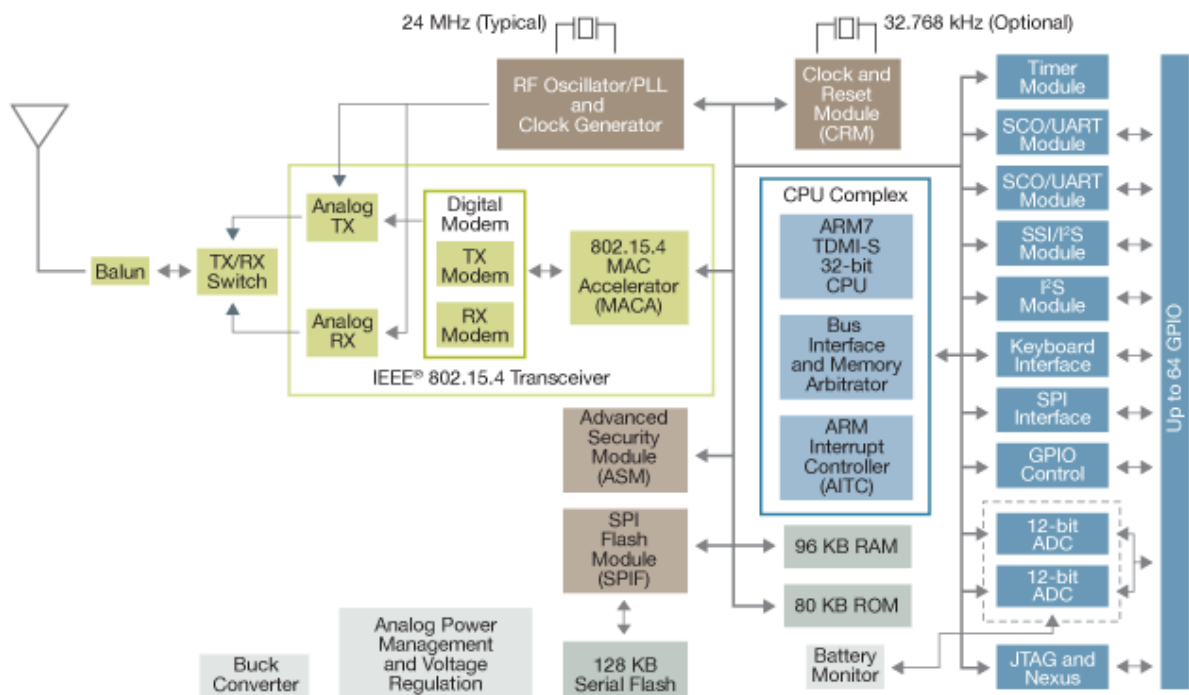 24 MHz (Typical)
32.768 kHz (Optional)
RF Oscillator/PLL
and
Clock Generator
Clock and
Reset
Module
(CRM)
Timer
Module
SCO/UART
Module
SCO/UART
Module
SSI/I²S
Module
I²S
Module
Keyboard
Interface
SPI
Interface
GPIO
Control
12-bit
ADC
12-bit
ADC
JTAG and
Nexus
Up to 64 GPIO
CPU Complex
ARM7
TDMI-S
32-bit
CPU
Bus
Interface
and Memory
Arbitrator
ARM
Interrupt
Controller
(AITC)
Balun
TX/RX
Switch
Analog
TX
Analog
RX
Digital
Modem
TX
Modem
RX
Modem
802.15.4
MAC
Accelerator
(MACA)
IEEE® 802.15.4 Transceiver
Advanced
Security
Module
(ASM)
SPI
Flash
Module
(SPIF)
96 KB RAM
80 KB ROM
Buck
Converter
Analog Power
Management
and Voltage
Regulation
128 KB
Serial Flash
Battery
Monitor